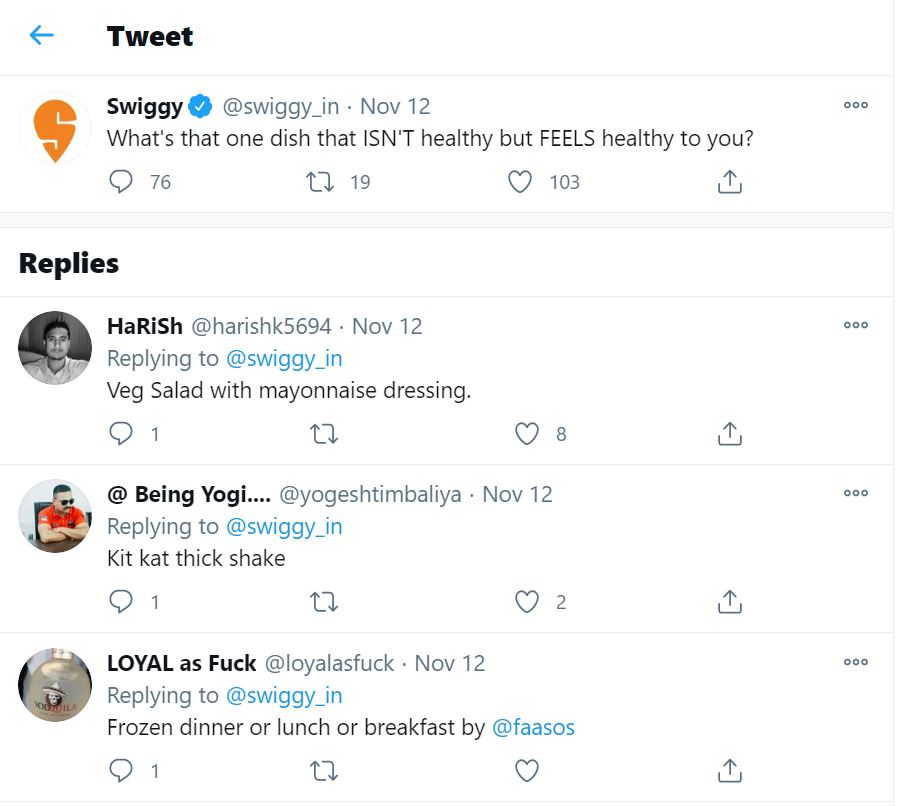 Tweet
Swiggy @swiggy_in · Nov 12
What's that one dish that ISN'T healthy but FEELS healthy to you?
76 19 103
Replies
HaRiSh @harishk5694 · Nov 12
Replying to @swiggy_in
Veg Salad with mayonnaise dressing.
1 8
@ Being Yogi.... @yogeshtimbaliya · Nov 12
Replying to @swiggy_in
Kit kat thick shake
1 2
LOYAL as Fuck @loyalasfuck · Nov 12
Replying to @swiggy_in
Frozen dinner or lunch or breakfast by @faasos
1